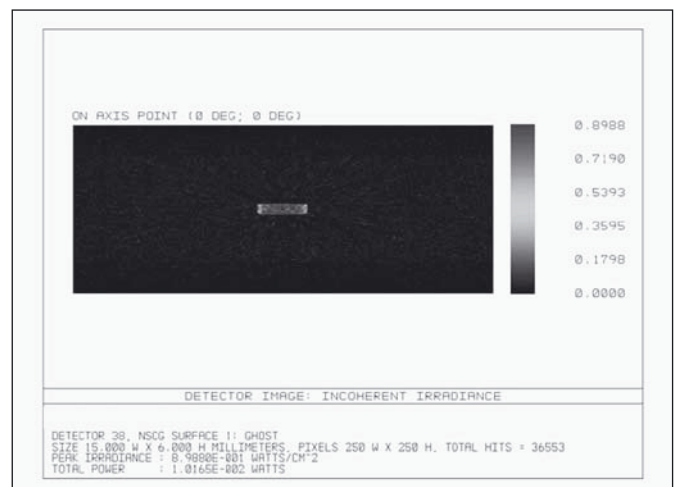 ON AXIS POINT (0 DEG; 0 DEG)
0.8988
0.7190
0.5393
0.3595
0.1798
0.0000
DETECTOR IMAGE: INCOHERENT IRRADIANCE
DETECTOR 38, NSCG SURFACE 1: GHOST
SIZE 15.000 W X 6.000 H MILLIMETERS, PIXELS 250 W X 250 H, TOTAL HITS = 36553
PEAK IRRADIANCE : 8.9880E-001 WATTS/CM^2
TOTAL POWER : 1.0165E-002 WATTS